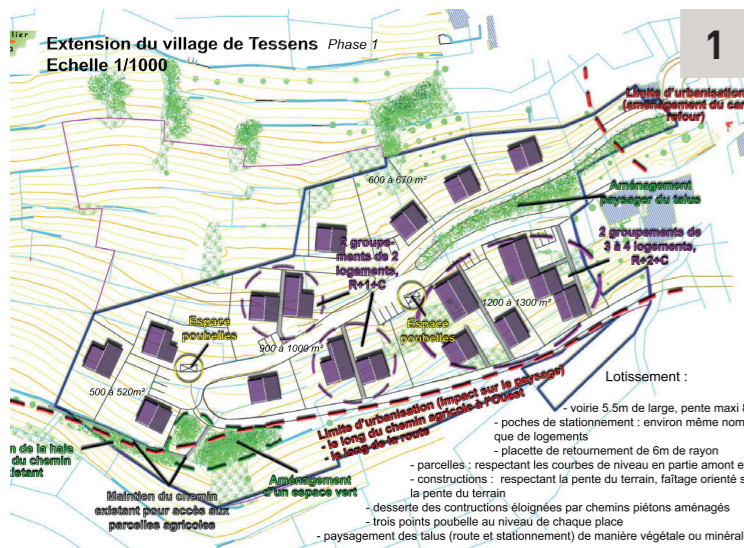 lier
Extension du village de Tessens Phase 1
Echelle 1/1000
1
Limite d'urbanisation
(aménagement du car
refour)
600 à 670 m²
Aménagement
paysager du talus
2 groupe-
ments de 2
logements,
R+1+C
2 groupements de
3 à 4 logements,
R+2+C
1200 à 1300 m²
Espace
poubelles
Espace
poubelles
900 à 1000 m²
500 à 520m²
Limite d'urbanisation (impact sur le paysage)
- le long du chemin agricole à l'Ouest
- le long de la route
n de la haie
du chemin
istant
Maintien du chemin
existant pour accès aux
parcelles agricoles
Aménagement
d'un espace vert
Lotissement :
- voirie 5.5m de large, pente maxi
- poches de stationnement : environ même nom
que de logements
- placette de retournement de 6m de rayon
- parcelles : respectant les courbes de niveau en partie amont e
- constructions : respectant la pente du terrain, faîtage orienté s
la pente du terrain
- desserte des contructions éloignées par chemins piétons aménagés
- trois points poubelle au niveau de chaque place
- paysagement des talus (route et stationnement) de manière végétale ou minéral